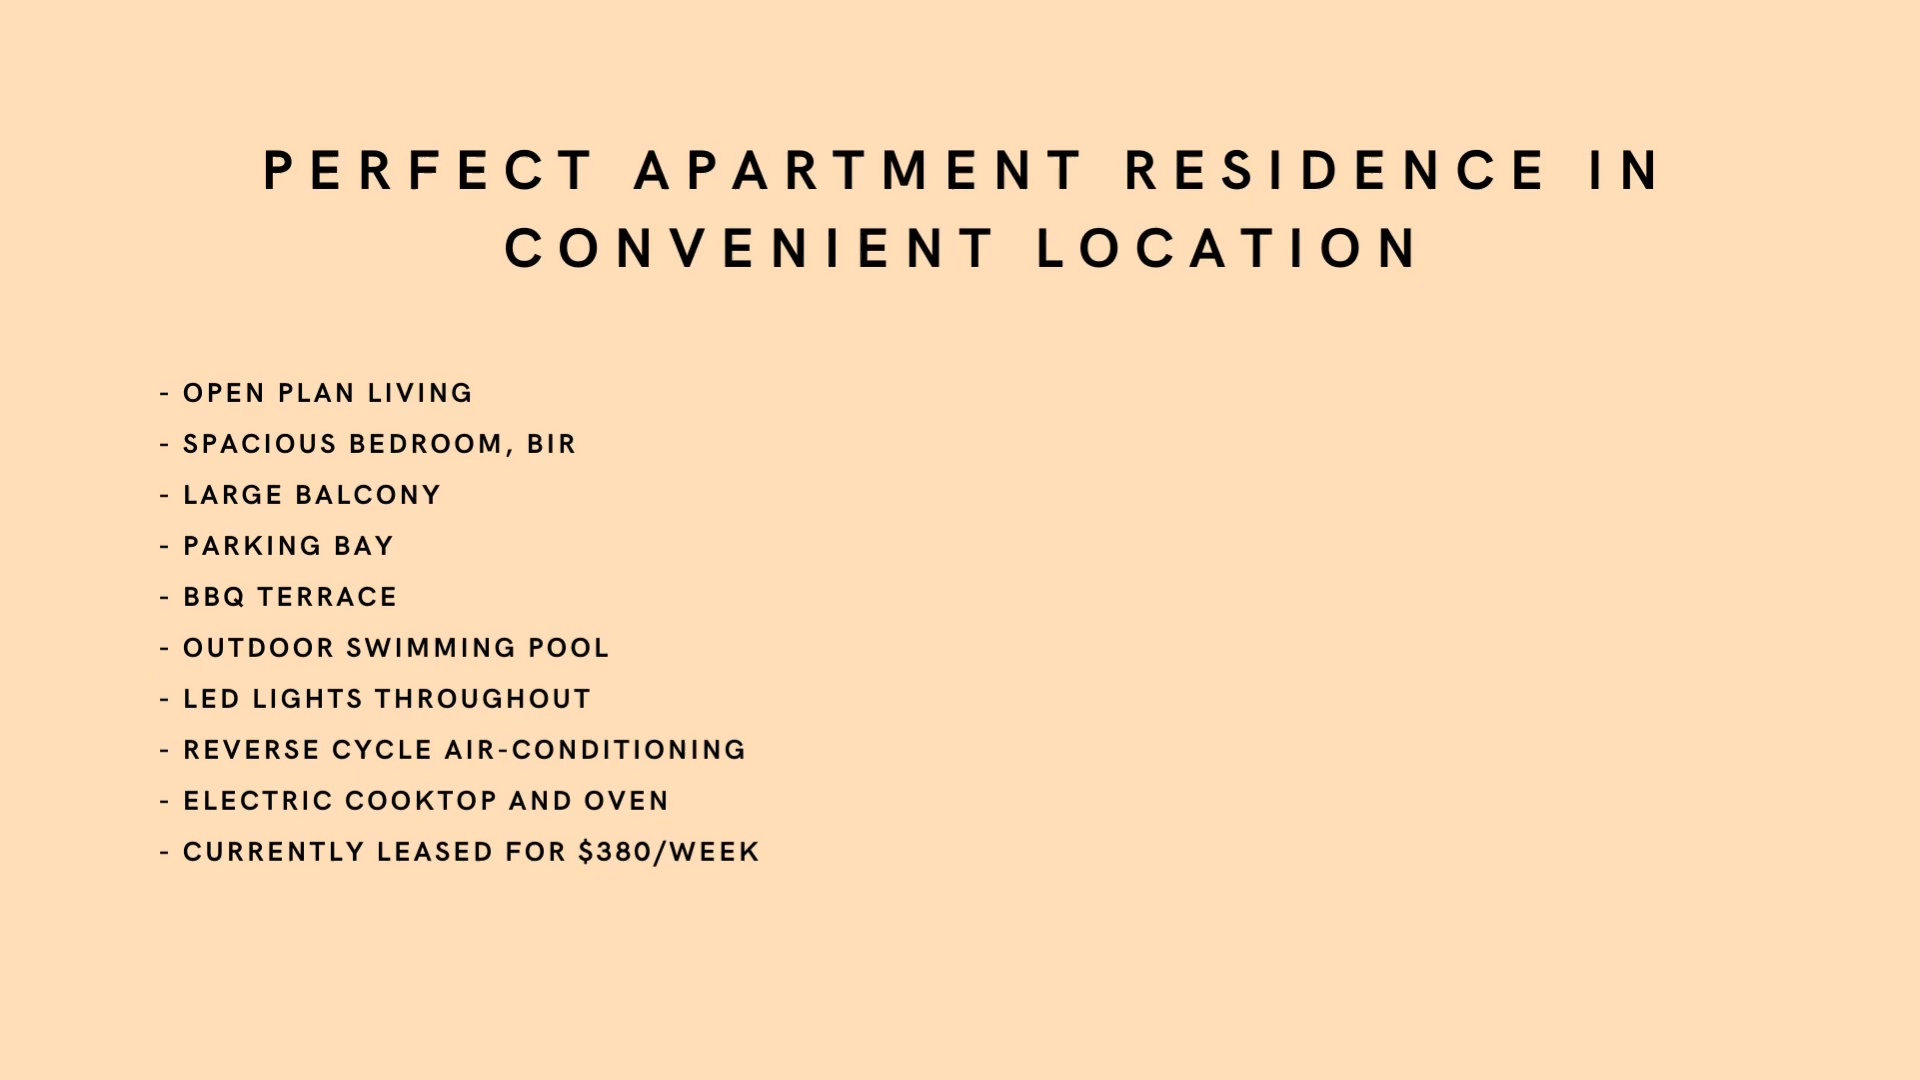 PERFECT APARTMENT RESIDENCE IN
CONVENIENT LOCATION
- OPEN PLAN LIVING
- SPACIOUS BEDROOM, BIR
- LARGE BALCONY
- PARKING BAY
- BBQ TERRACE
- OUTDOOR SWIMMING POOL
- LED LIGHTS THROUGHOUT
- REVERSE CYCLE AIR-CONDITIONING
- ELECTRIC COOKTOP AND OVEN
- CURRENTLY LEASED FOR $380/WEEK